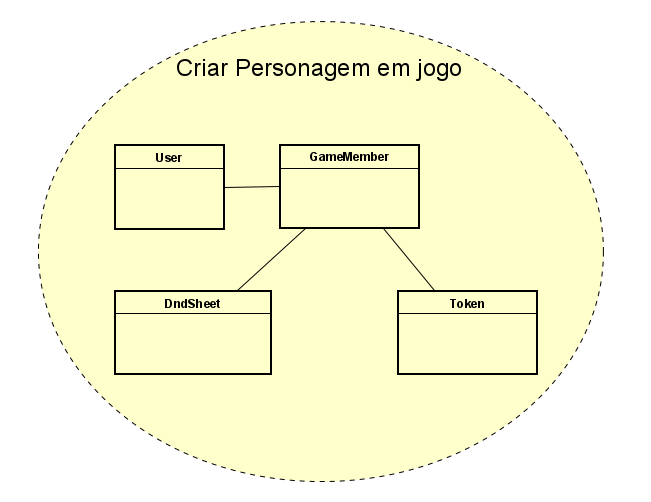 Criar Personagem em jogo
User
GameMember
DndSheet
Token